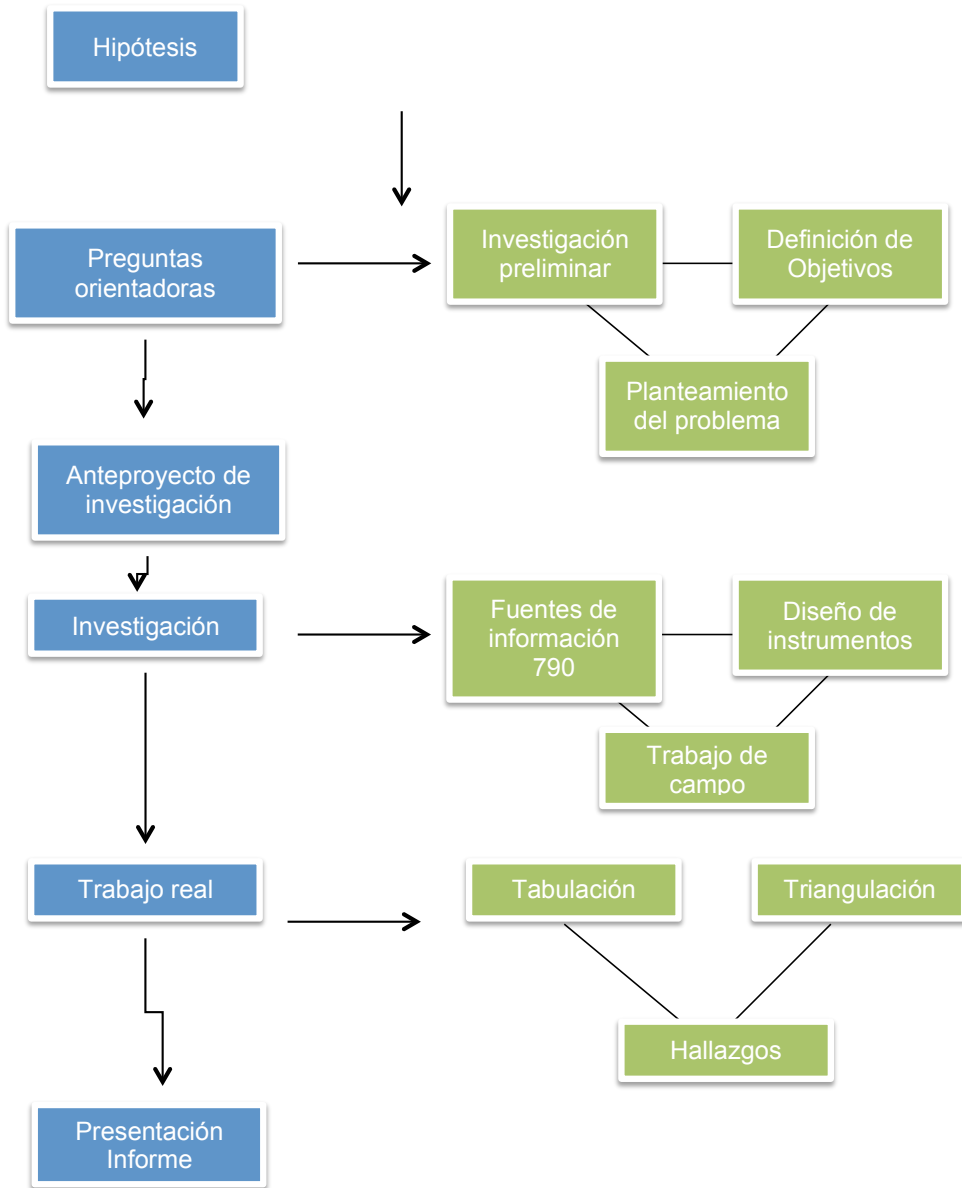 Hipótesis
Preguntas
orientadoras
Investigación
preliminar
Definición de
Objetivos
Planteamiento
del problema
Anteproyecto de
investigación
Investigación
Fuentes de
información
790
Diseño de
instrumentos
Trabajo de
campo
Trabajo real
Tabulación
Triangulación
Hallazgos
Presentación
Informe